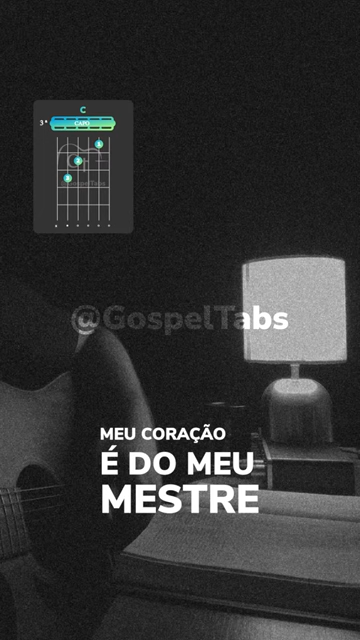 C
3ª
CAPO
@GospelTabs
MEU CORAÇÃO
É DO MEU
MESTRE